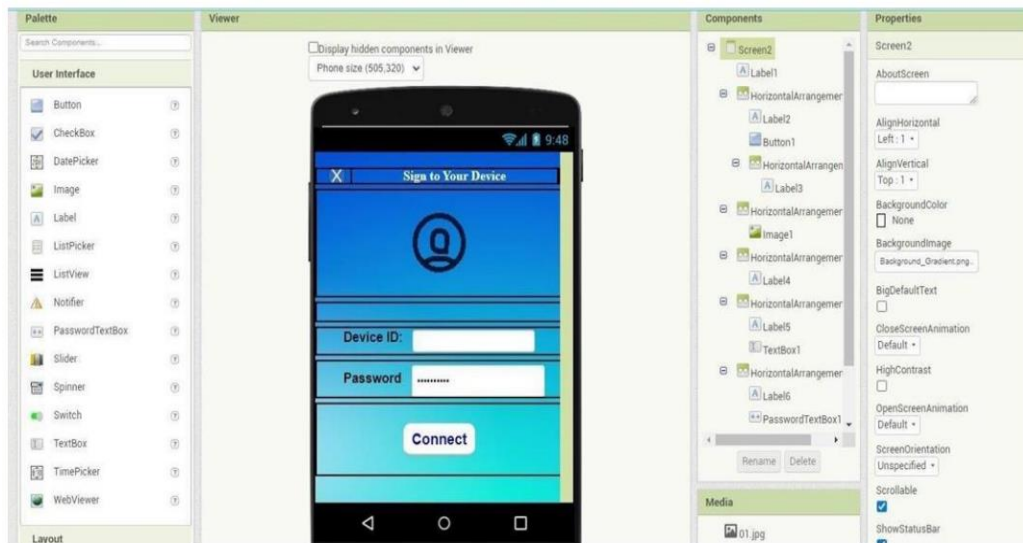 Palette
Search Components...
User Interface
Button
CheckBox
DatePicker
Image
Label
ListPicker
ListView
Notifier
PasswordTextBox
Slider
Spinner
Switch
TextBox
TimePicker
WebViewer
Layout
Viewer
Display hidden components in Viewer
Phone size (505,320)
9:48
X Sign to Your Device
Device ID:
Password ••••••••••
Connect
Components
Screen2
Label1
HorizontalArrangemer
Label2
Button1
HorizontalArrangen
Label3
HorizontalArrangemer
Image1
HorizontalArrangemer
Label4
HorizontalArrangemer
Label5
TextBox1
HorizontalArrangemer
Label6
PasswordTextBox1
Rename Delete
Media
01.jpg
Properties
Screen2
AboutScreen
AlignHorizontal
Left : 1
AlignVertical
Top : 1
BackgroundColor
None
BackgroundImage
Background_Gradient.png...
BigDefaultText
CloseScreenAnimation
Default
HighContrast
OpenScreenAnimation
Default
ScreenOrientation
Unspecified
Scrollable
ShowStatusBar